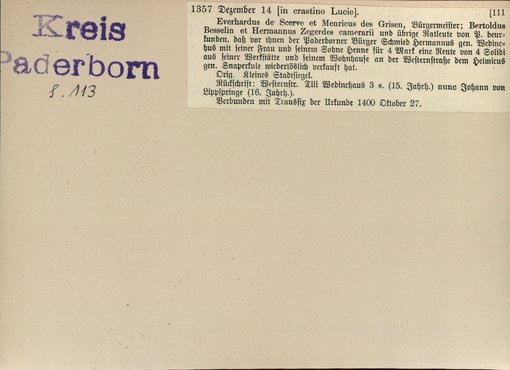 Kreis
Paderborn
S. 113
1357 Dezember 14 [in crastino Lucie]. [111
Everhardus de Scerve et Menricus des Grisen, Bürgermeister; Bertoldus
Besselin et Hermannus Zegerdes camerarii und übrige Ratleute von P. beur-
kunden, daß vor ihnen der Paderborner Bürger Schmied Hermannus gen. Wedinc-
hus mit seiner Frau und seinem Sohne Henne für 4 Mark eine Rente von 4 Solidi
aus seiner Werkstätte und seinem Wohnhause an der Westernstraße dem Helmicus
gen. Snaperkule wiederlöslich verkauft hat.
Orig. Kleines Stadtsiegel.
Rückschrift: Westernstr. Tili Wedinchaus 3 s. (15. Jahrh.) nunc Johann von
Lippspringe (16. Jahrh.).
Verbunden mit Transfix der Urkunde 1400 Oktober 27.